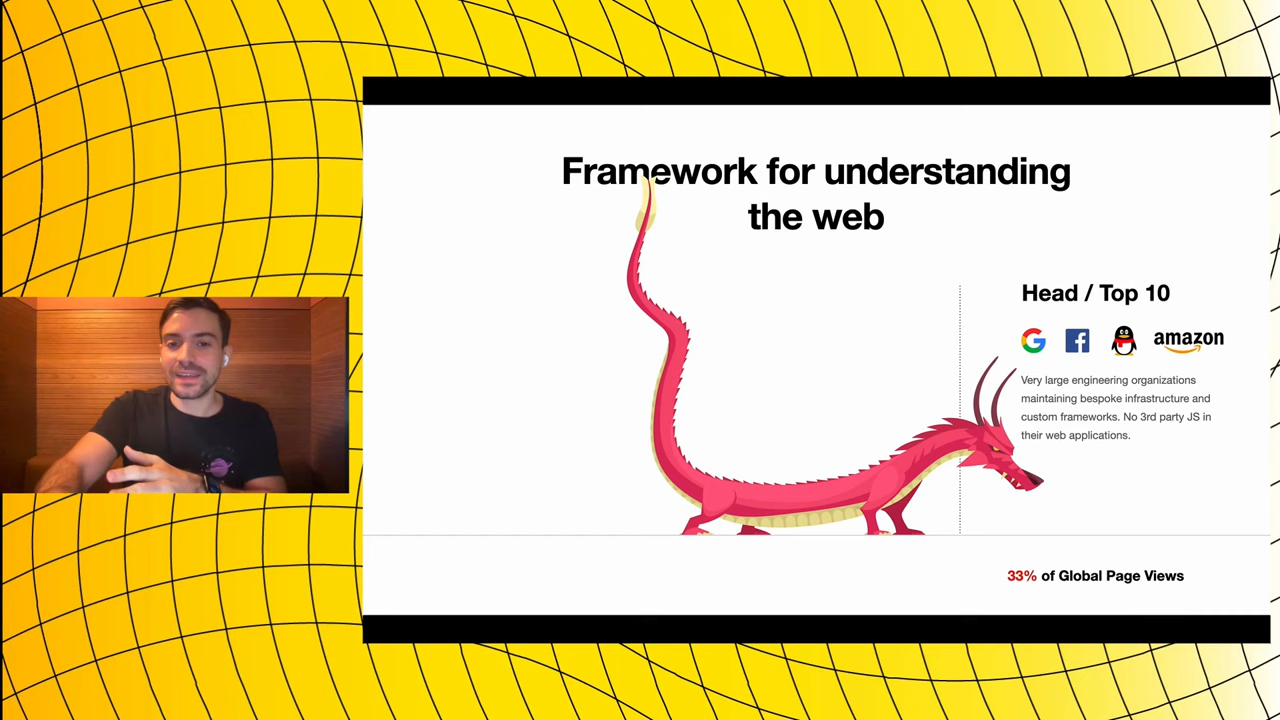 Framework for understanding
the web
Head / Top 10
amazon
Very large engineering organizations
maintaining bespoke infrastructure and
custom frameworks. No 3rd party JS in
their web applications.
33% of Global Page Views